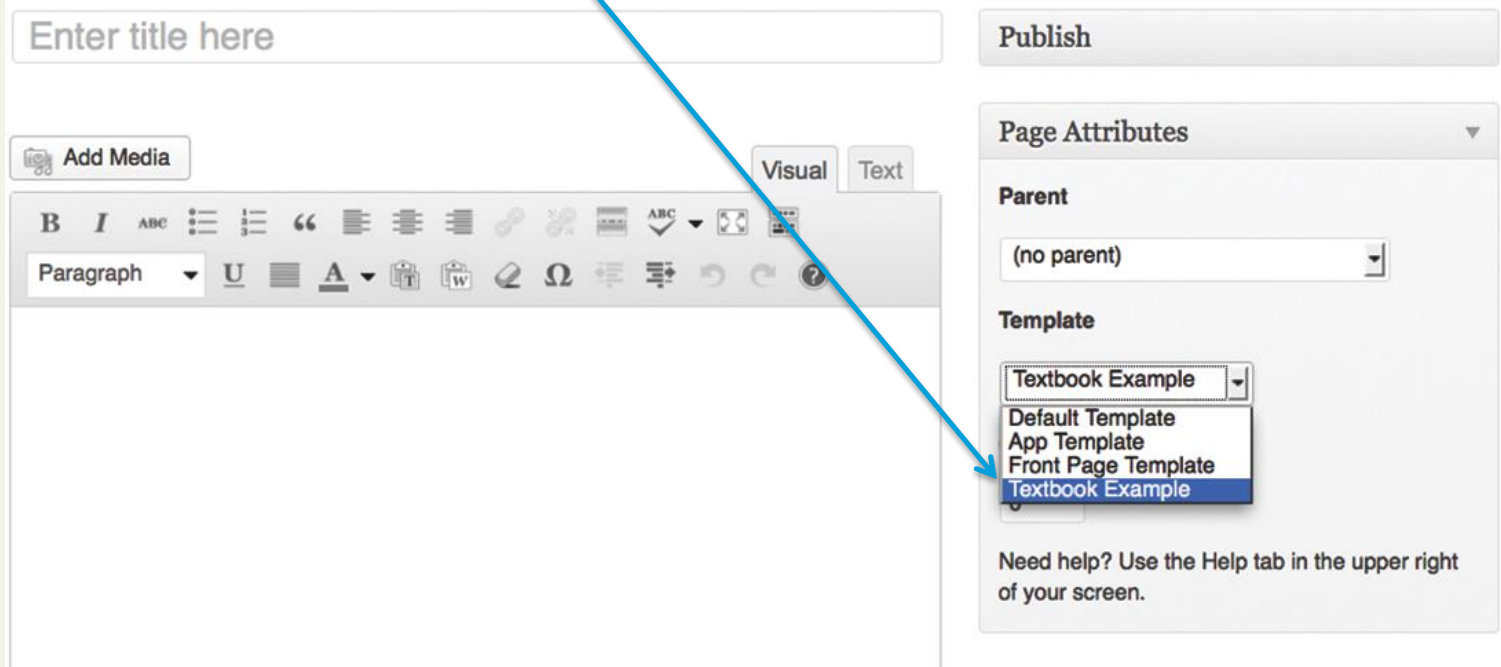 Enter title here
Publish
Page Attributes
Add Media
Visual
Text
Parent
B I ABC ABC
(no parent)
Paragraph U A T W Ω ?
Template
Textbook Example
Default Template
App Template
Front Page Template
Textbook Example
Need help? Use the Help tab in the upper right
of your screen.